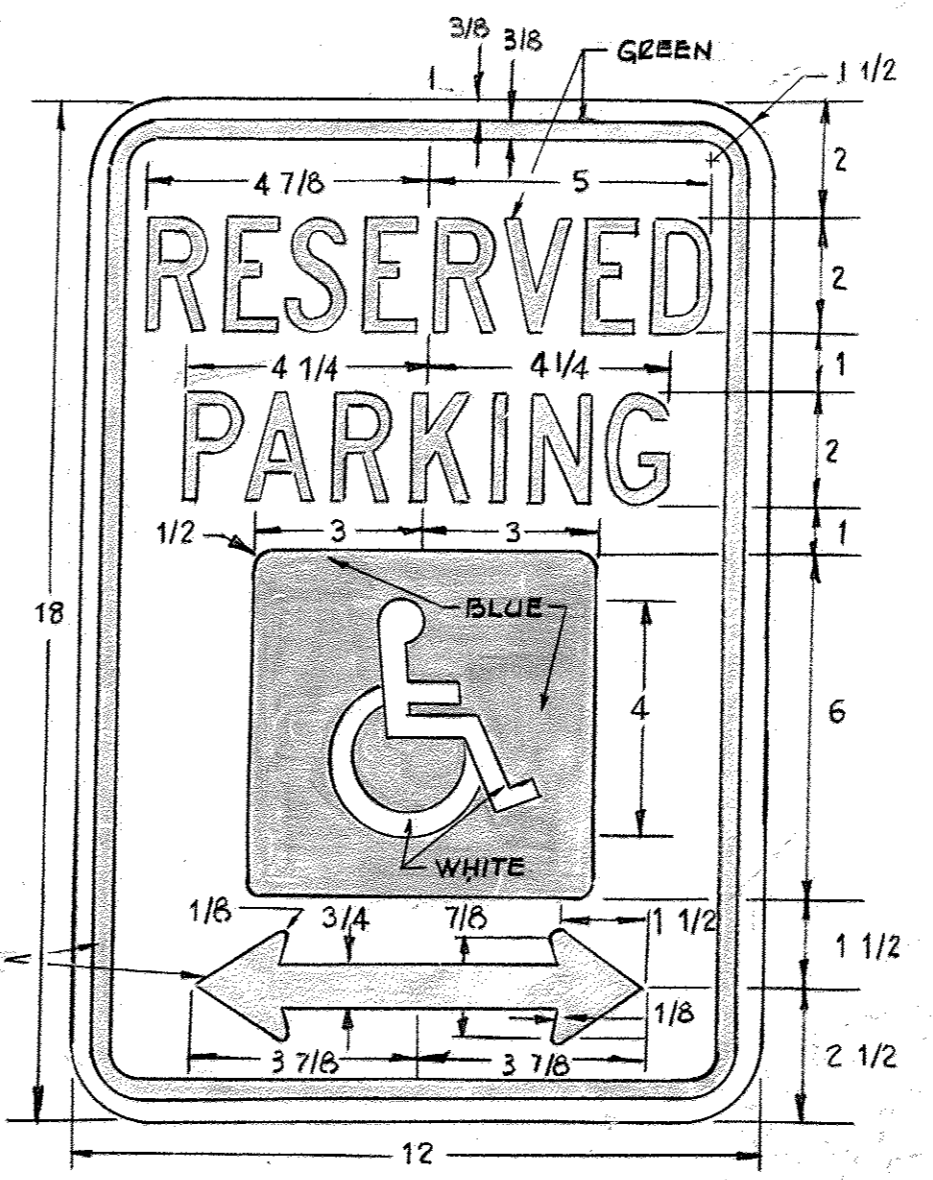 3/8 3/8 GREEN
1 1 1/2
2
4 7/8 5
RESERVED
2
4 1/4 4 1/4 1
PARKING
2
1/2 3 3 1
18 BLUE
4 6
WHITE
1/8 3/4 7/8 1 1/2
1 1/2
1/8
3 7/8 3 7/8 2 1/2
12